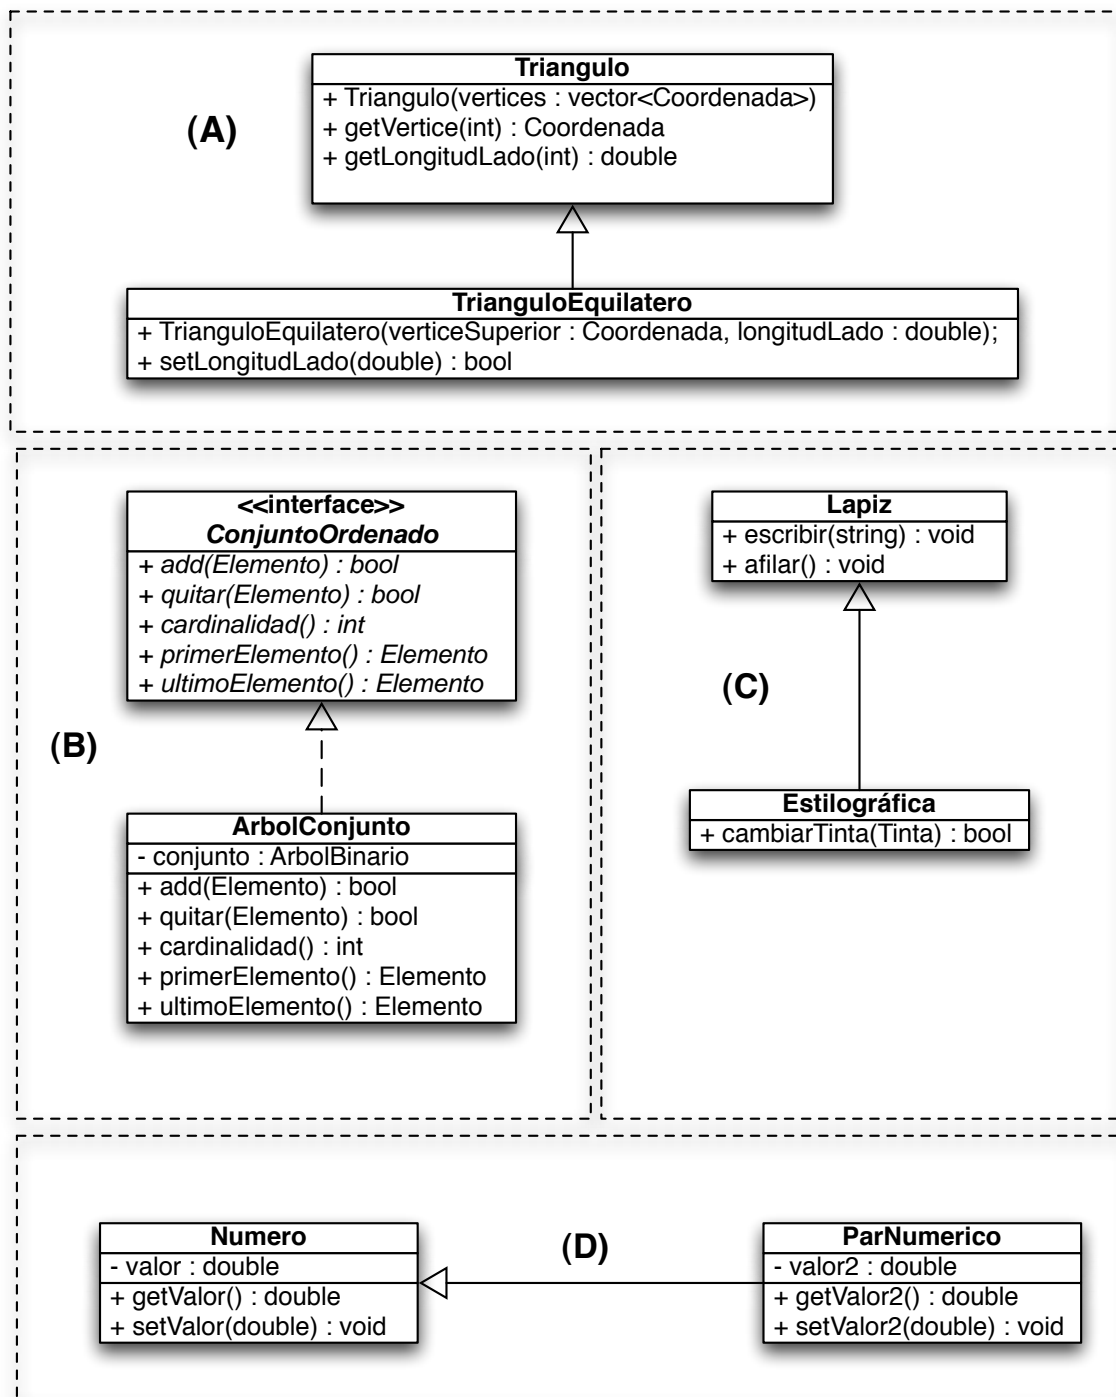 (A)
Triangulo
+ Triangulo(vertices : vector<Coordenada>)
+ getVertice(int) : Coordenada
+ getLongitudLado(int) : double
TrianguloEquilatero
+ TrianguloEquilatero(verticeSuperior : Coordenada, longitudLado : double);
+ setLongitudLado(double) : bool
(B)
<<interface>>
ConjuntoOrdenado
+ add(Elemento) : bool
+ quitar(Elemento) : bool
+ cardinalidad() : int
+ primerElemento() : Elemento
+ ultimoElemento() : Elemento
ArbolConjunto
- conjunto : ArbolBinario
+ add(Elemento) : bool
+ quitar(Elemento) : bool
+ cardinalidad() : int
+ primerElemento() : Elemento
+ ultimoElemento() : Elemento
(C)
Lapiz
+ escribir(string) : void
+ afilar() : void
Estilográfica
+ cambiarTinta(Tinta) : bool
(D)
Numero
- valor : double
+ getValor() : double
+ setValor(double) : void
ParNumerico
- valor2 : double
+ getValor2() : double
+ setValor2(double) : void